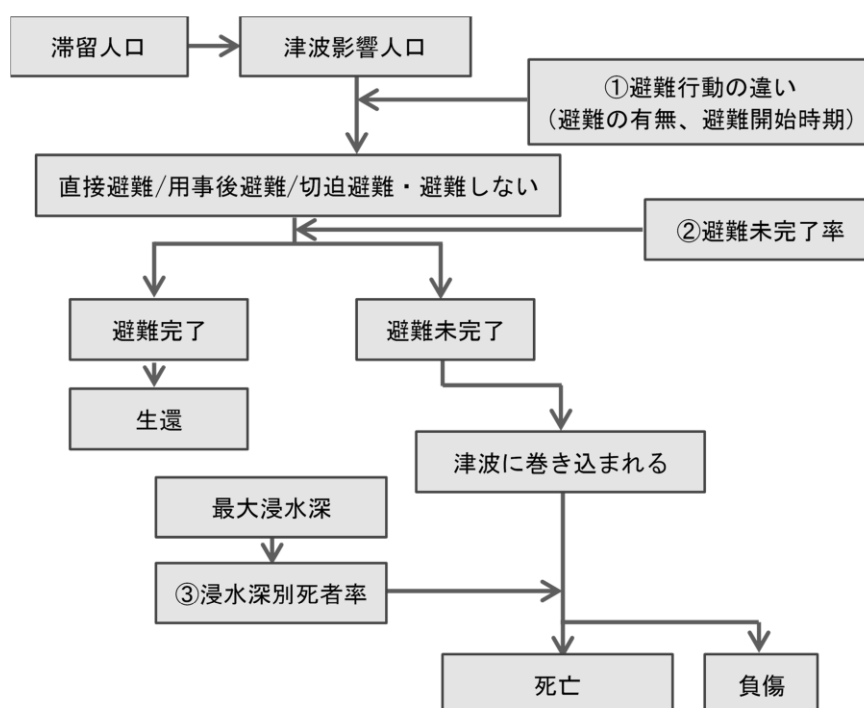 滞留人口
津波影響人口
①避難行動の違い
（避難の有無、避難開始時期）
直接避難/用事後避難/切迫避難・避難しない
②避難未完了率
避難完了
避難未完了
生還
津波に巻き込まれる
最大浸水深
③浸水深別死者率
死亡
負傷